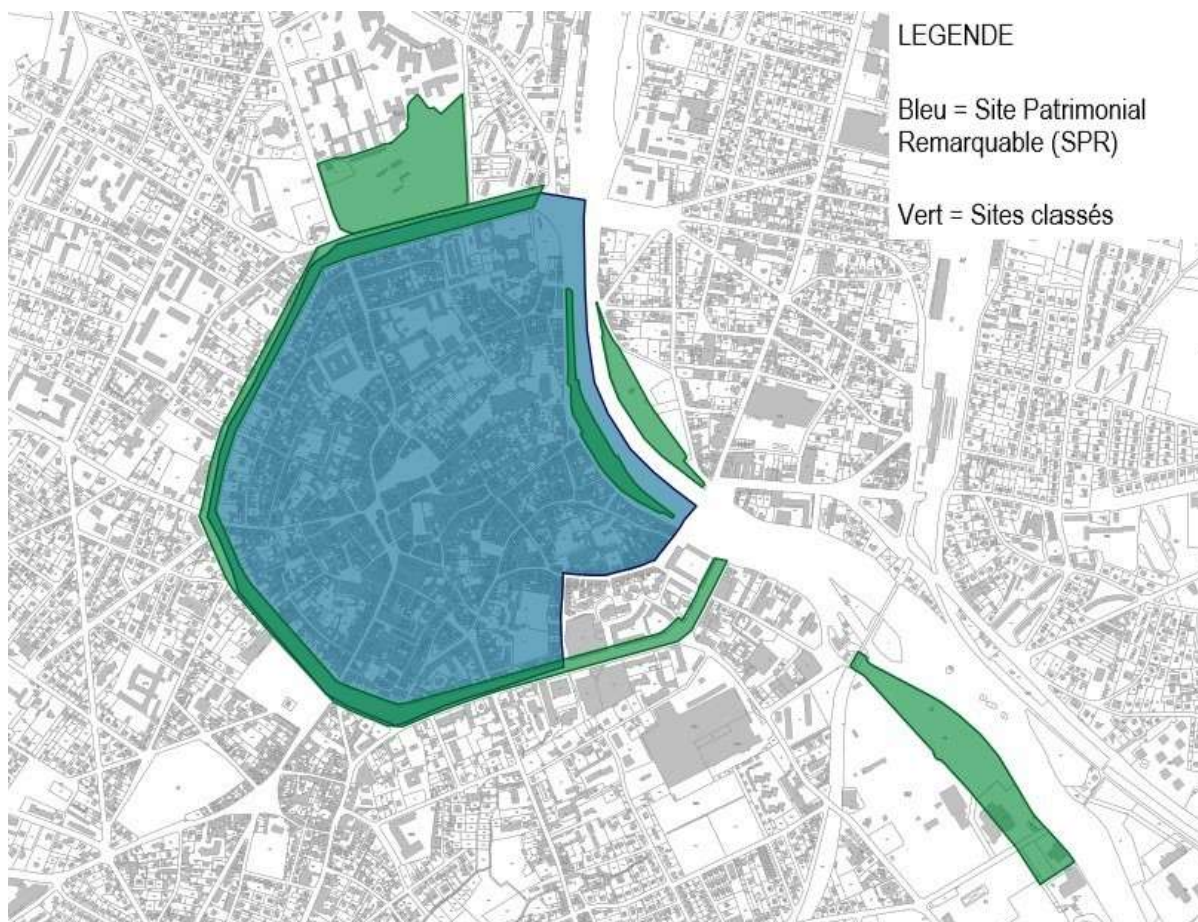 LEGENDE
Bleu = Site Patrimonial
Remarquable (SPR)
Vert = Sites classés